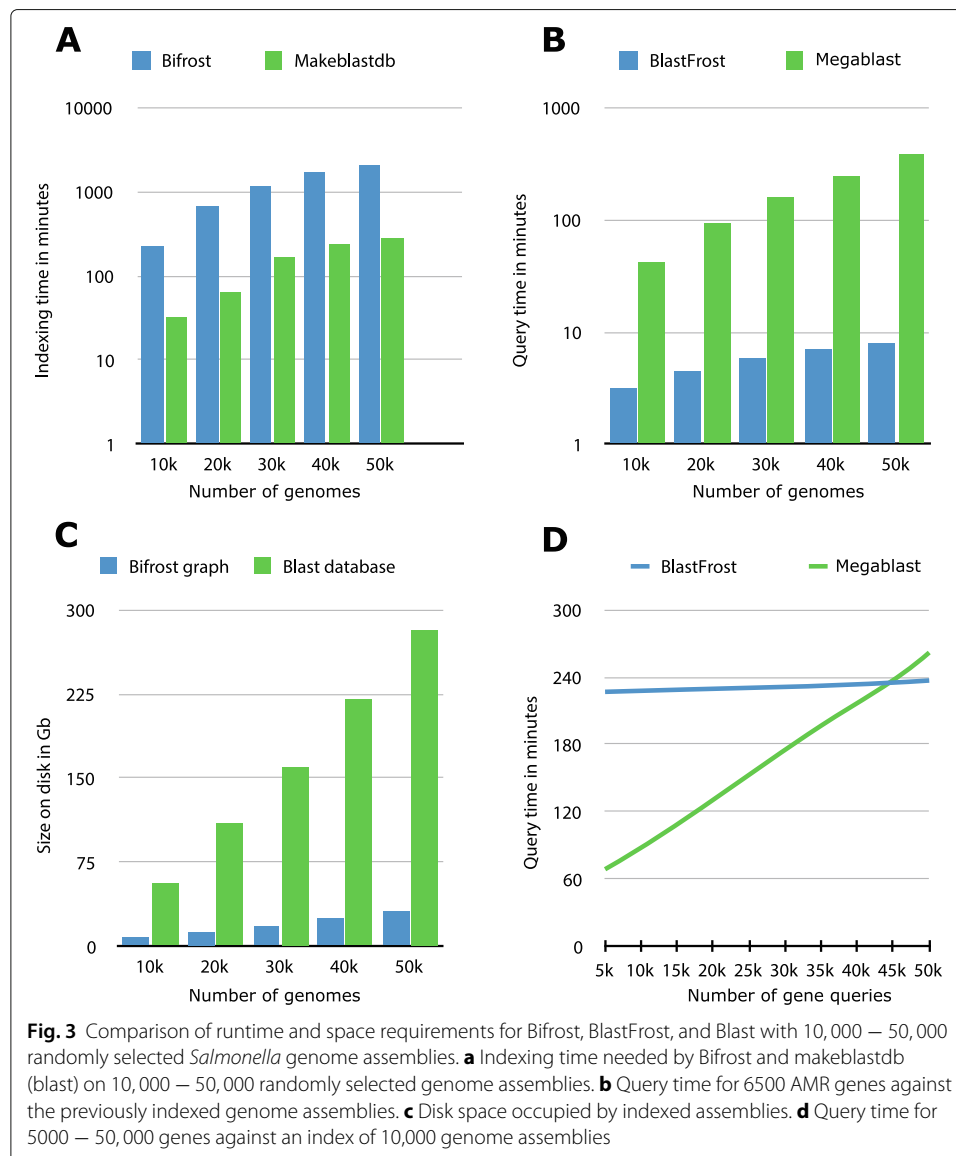 A
Bifrost Makeblastdb
10000
1000
100
10
1
Indexing time in minutes
10k 20k 30k 40k 50k
Number of genomes
B
BlastFrost Megablast
1000
100
10
1
Query time in minutes
10k 20k 30k 40k 50k
Number of genomes
C
Bifrost graph Blast database
300
225
150
75
0
Size on disk in Gb
10k 20k 30k 40k 50k
Number of genomes
D
BlastFrost Megablast
300
240
180
120
60
0
Query time in minutes
5k 10k 15k 20k 25k 30k 35k 40k 45k 50k
Number of gene queries
Fig. 3 Comparison of runtime and space requirements for Bifrost, BlastFrost, and Blast with 10, 000 − 50, 000
randomly selected Salmonella genome assemblies. a Indexing time needed by Bifrost and makeblastdb
(blast) on 10, 000 − 50, 000 randomly selected genome assemblies. b Query time for 6500 AMR genes against
the previously indexed genome assemblies. c Disk space occupied by indexed assemblies. d Query time for
5000 − 50, 000 genes against an index of 10,000 genome assemblies